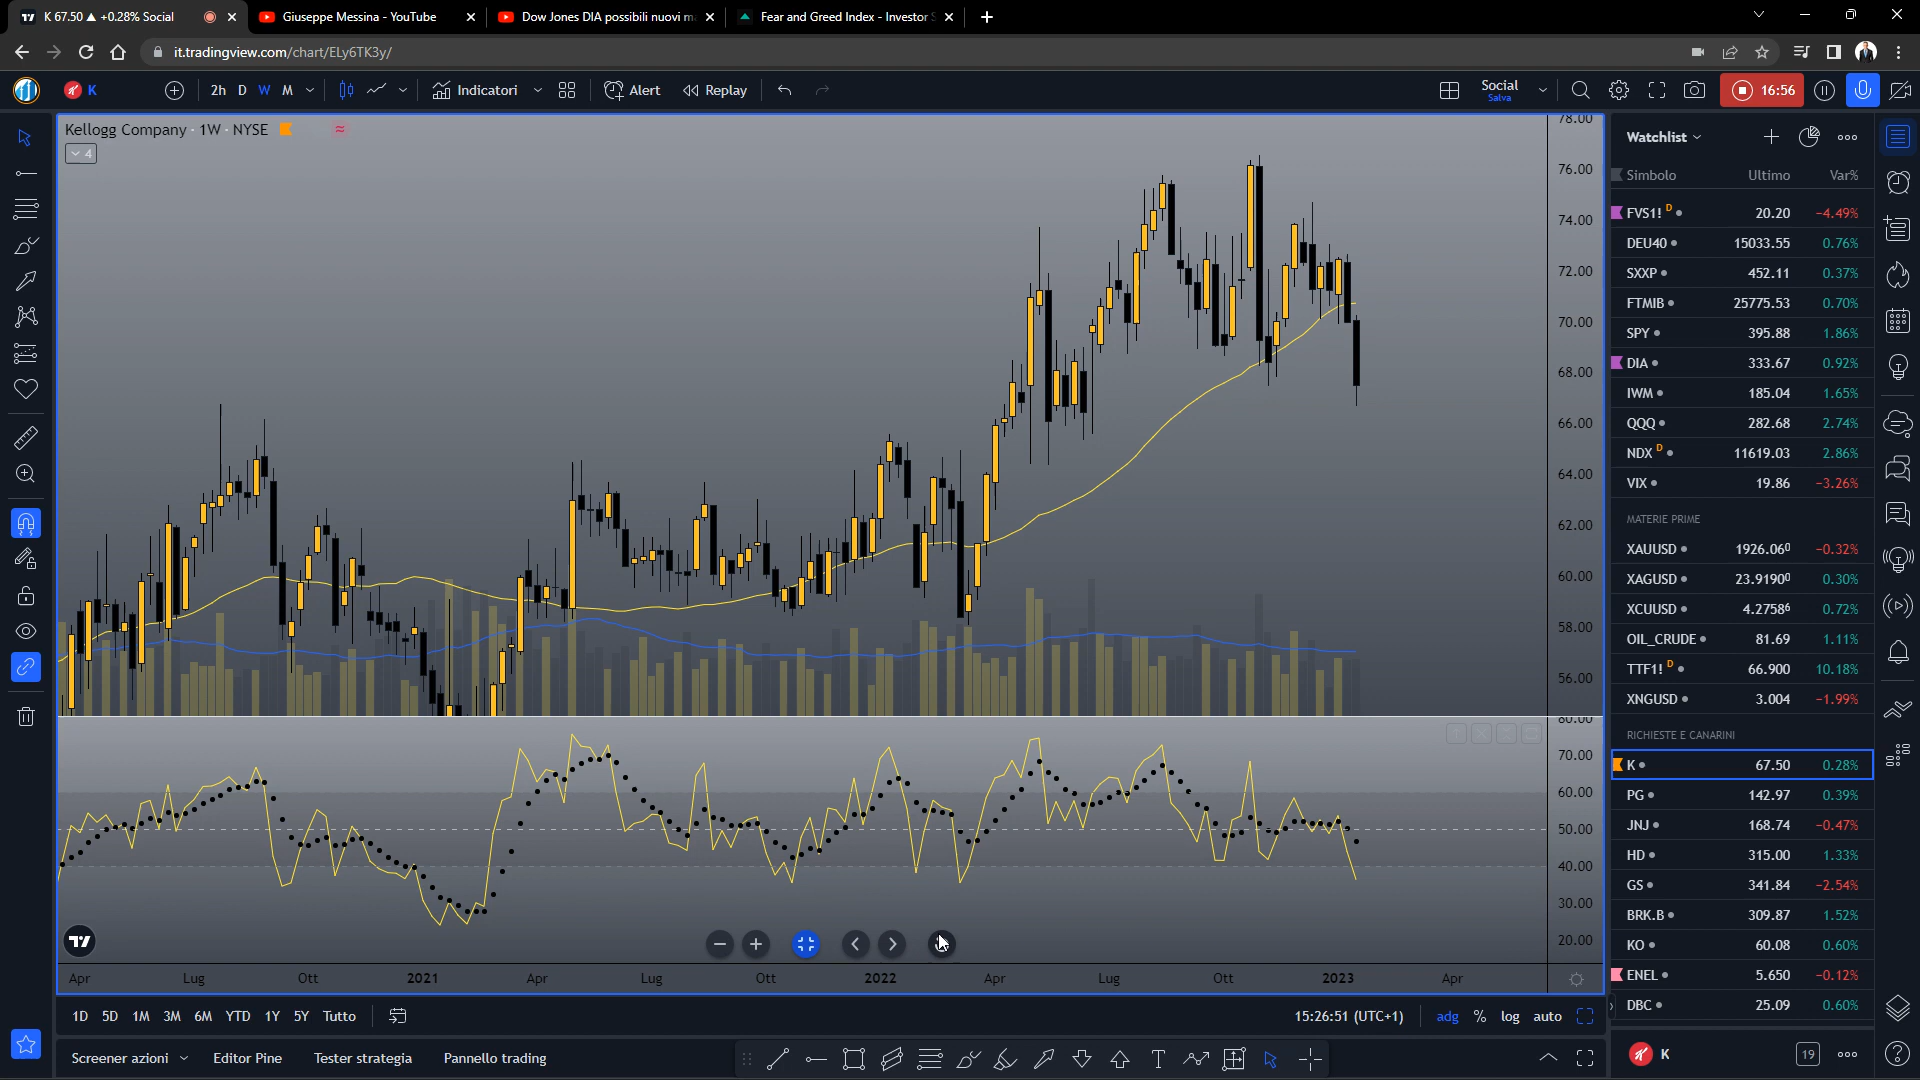 K 67.50 ▲ +0.28% Social
Giuseppe Messina - YouTube
Dow Jones DIA possibili nuovi m
Fear and Greed Index - Investor S
it.tradingview.com/chart/ELy6TK3y/
K
2h D W M
Indicatori
Alert
Replay
Social
Salva
16:56
Kellogg Company · 1W · NYSE
4
78.00
76.00
74.00
72.00
70.00
68.00
66.00
64.00
62.00
60.00
58.00
56.00
80.00
70.00
60.00
50.00
40.00
30.00
20.00
Apr Lug Ott 2021 Apr Lug Ott 2022 Apr Lug Ott 2023 Apr
1D 5D 1M 3M 6M YTD 1Y 5Y Tutto
15:26:51 (UTC+1)
adg % log auto
Screener azioni
Editor Pine
Tester strategia
Pannello trading
Watchlist
Simbolo Ultimo Var%
FVS1! D 20.20 −4.49%
DEU40 15033.55 0.76%
SXXP 452.11 0.37%
FTMIB 25775.53 0.70%
SPY 395.88 1.86%
DIA 333.67 0.92%
IWM 185.04 1.65%
QQQ 282.68 2.74%
NDX D 11619.03 2.86%
VIX 19.86 −3.26%
MATERIE PRIME
XAUUSD 1926.060 −0.32%
XAGUSD 23.9190 0.30%
XCUUSD 4.2758 0.72%
OIL_CRUDE 81.69 1.11%
TTF1! D 66.900 10.18%
XNGUSD 3.004 −1.99%
RICHIESTE E CANARINI
K 67.50 0.28%
PG 142.97 0.39%
JNJ 168.74 −0.47%
HD 315.00 1.33%
GS 341.84 −2.54%
BRK.B 309.87 1.52%
KO 60.08 0.60%
ENEL 5.650 −0.12%
DBC 25.09 0.60%
K
19